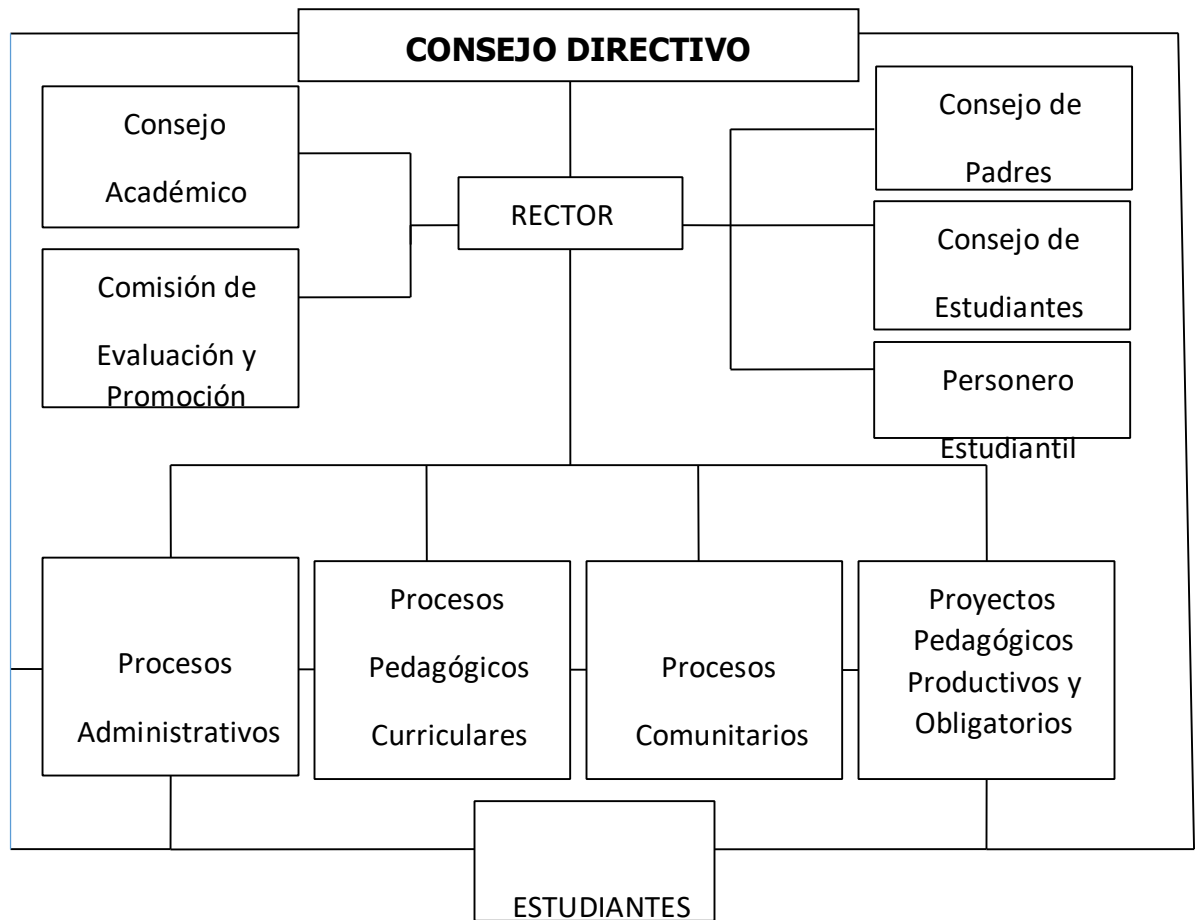 CONSEJO DIRECTIVO
Consejo
Académico
Comisión de
Evaluación y
Promoción
RECTOR
Consejo de
Padres
Consejo de
Estudiantes
Personero
Estudiantil
Procesos
Administrativos
Procesos
Pedagógicos
Curriculares
Procesos
Comunitarios
Proyectos
Pedagógicos
Productivos y
Obligatorios
ESTUDIANTES